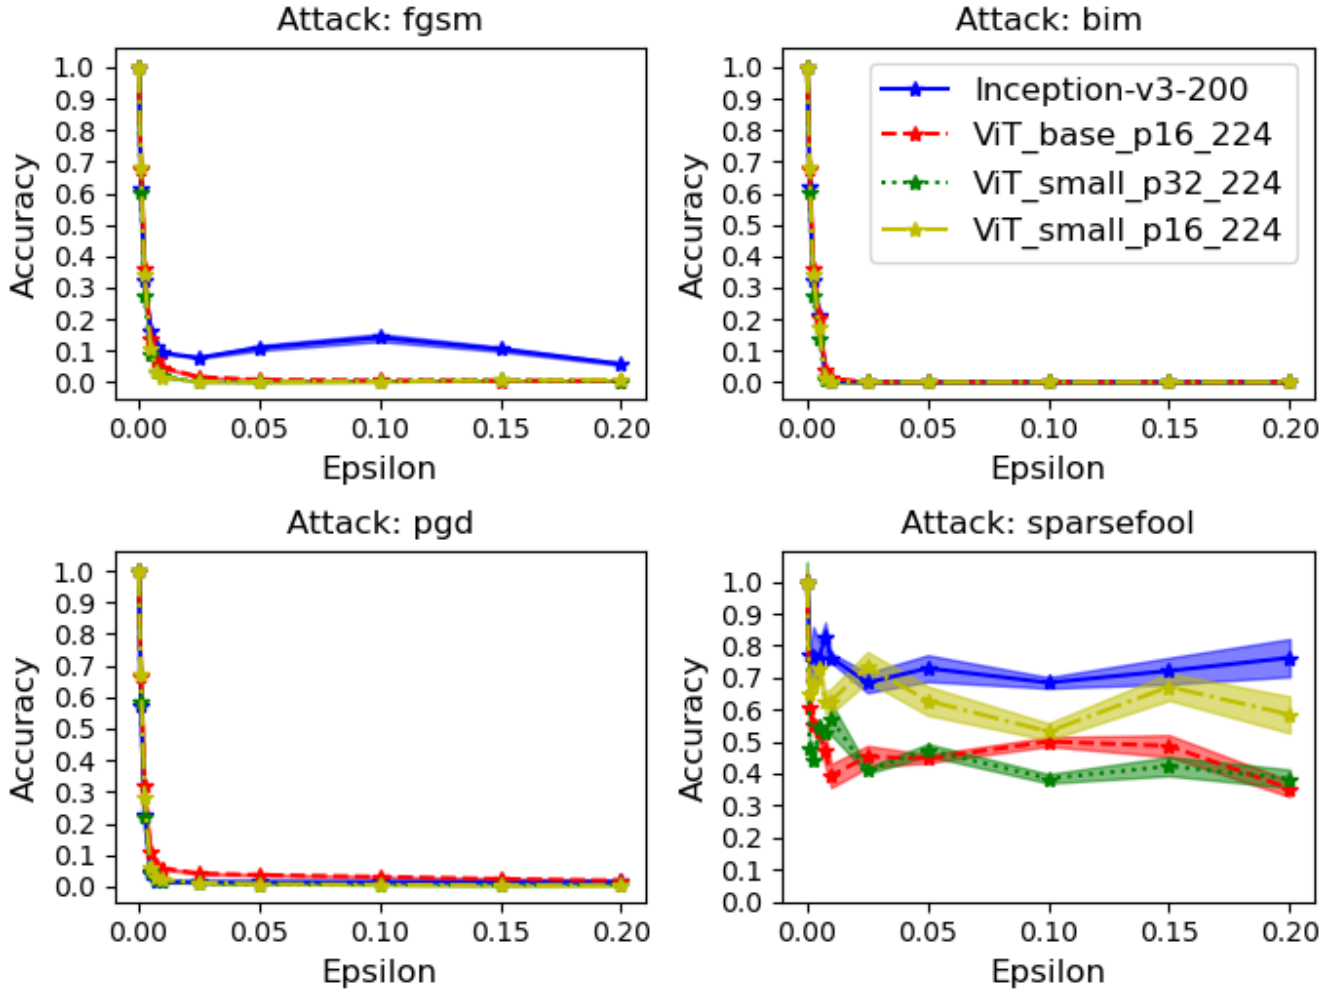 Attack: fgsm
1.0
0.9
0.8
0.7
0.6
0.5
0.4
0.3
0.2
0.1
0.0
Accuracy
0.00 0.05 0.10 0.15 0.20
Epsilon
Attack: bim
1.0
0.9
0.8
0.7
0.6
0.5
0.4
0.3
0.2
0.1
0.0
Accuracy
Inception-v3-200
ViT_base_p16_224
ViT_small_p32_224
ViT_small_p16_224
0.00 0.05 0.10 0.15 0.20
Epsilon
Attack: pgd
1.0
0.9
0.8
0.7
0.6
0.5
0.4
0.3
0.2
0.1
0.0
Accuracy
0.00 0.05 0.10 0.15 0.20
Epsilon
Attack: sparsefool
1.0
0.9
0.8
0.7
0.6
0.5
0.4
0.3
0.2
0.1
0.0
Accuracy
0.00 0.05 0.10 0.15 0.20
Epsilon